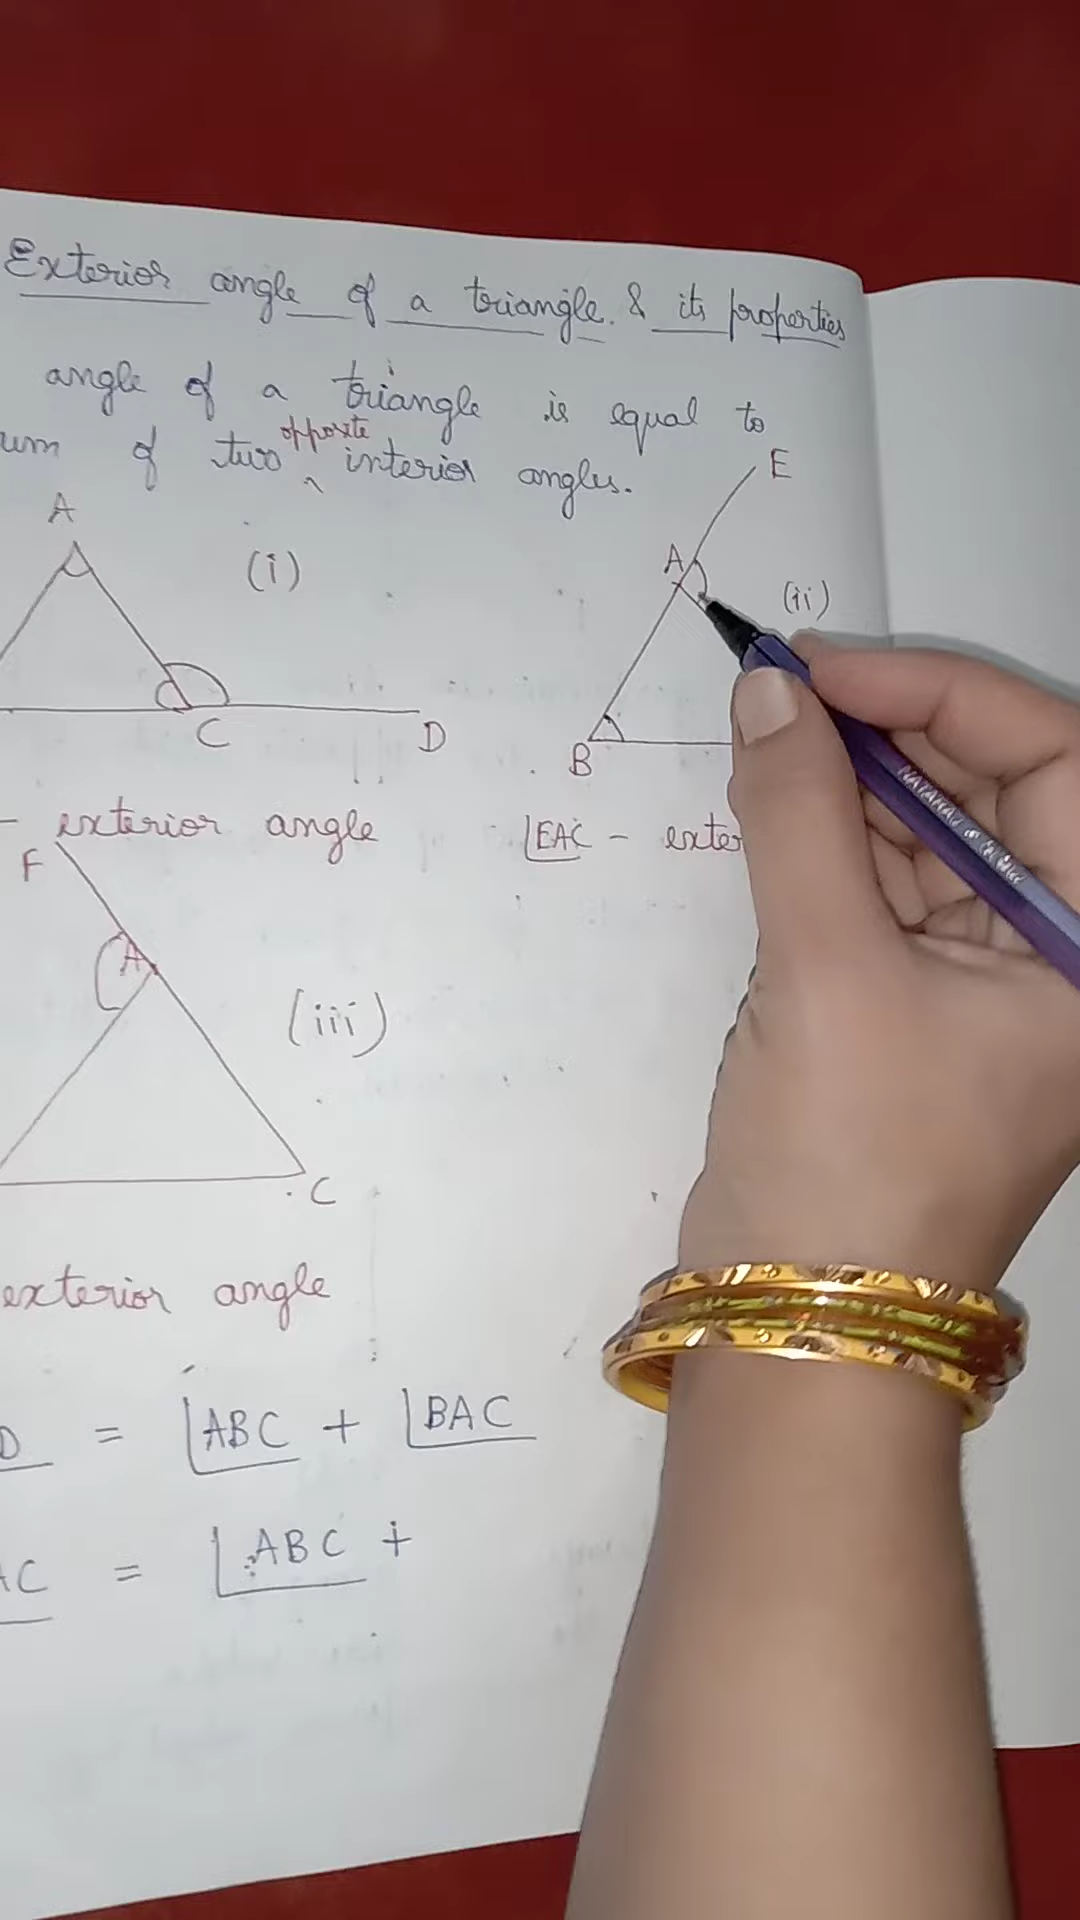 Exterior angle of a triangle. & its properties
angle of a triangle is equal to
um of two opposite interior angles.
E
A
(i)
A
(ii)
C
D
B
- exterior angle
∠EAC - exter
F
A
(iii)
C
exterior angle
D = ∠ABC + ∠BAC
AC = ∠ABC +